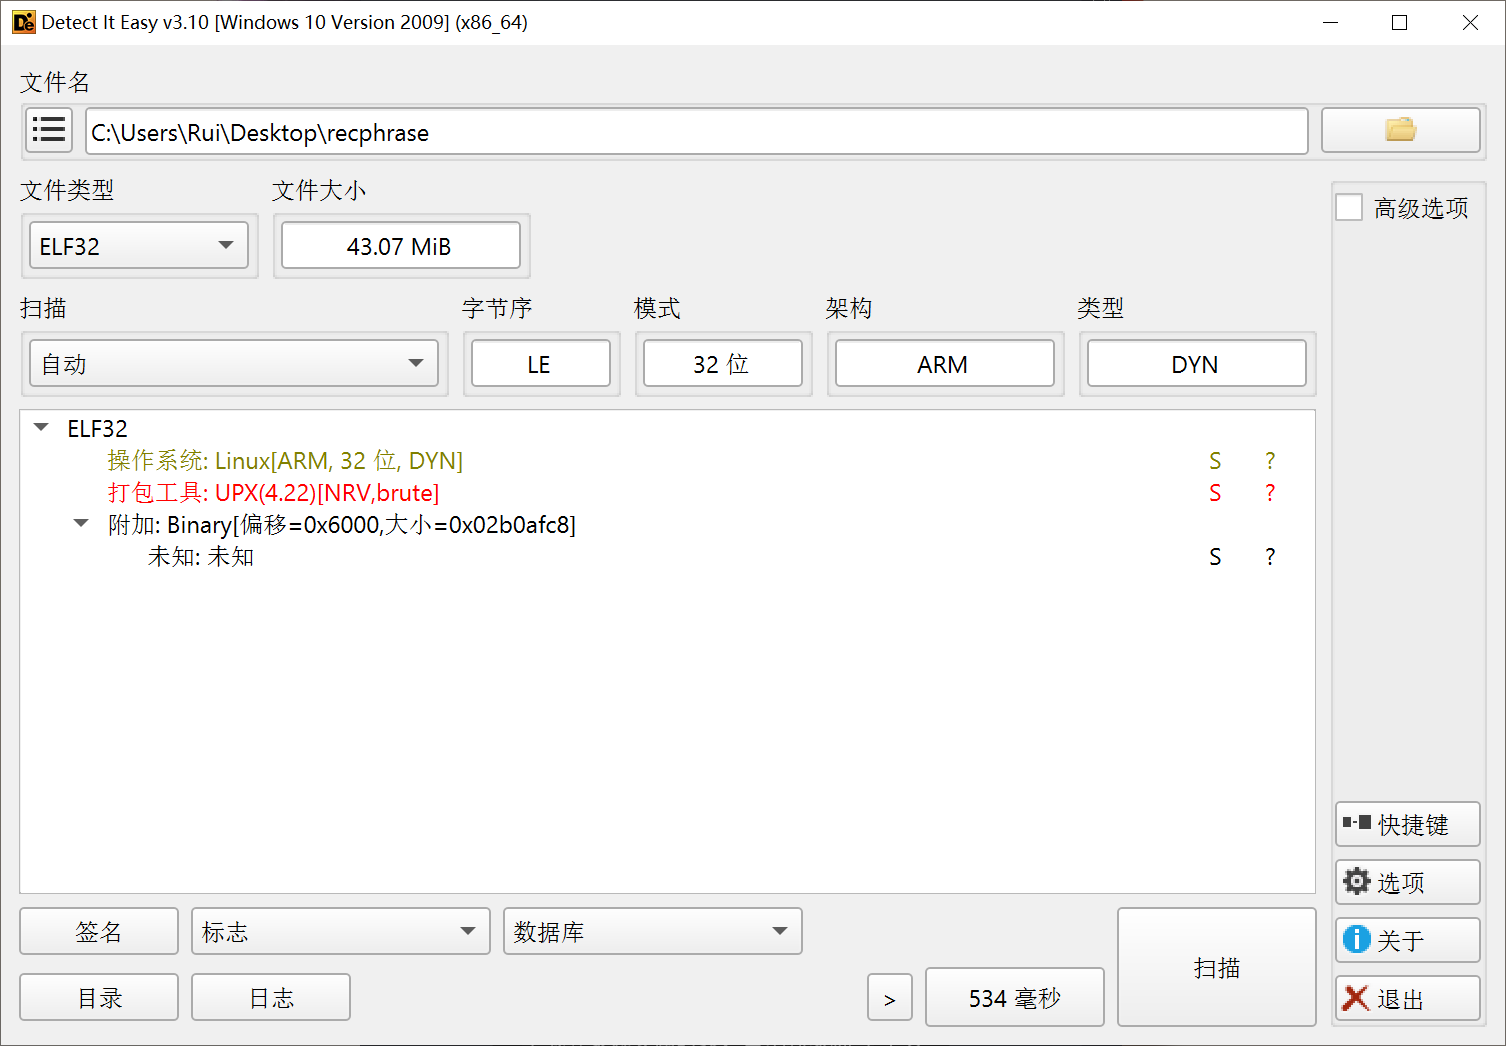 Detect It Easy v3.10 [Windows 10 Version 2009] (x86_64)
文件名
C:\Users\Rui\Desktop\recphrase
文件类型 文件大小
高级选项
ELF32 43.07 MiB
扫描 字节序 模式 架构 类型
自动 LE 32 位 ARM DYN
ELF32
操作系统: Linux[ARM, 32 位, DYN] S ?
打包工具: UPX(4.22)[NRV,brute] S ?
附加: Binary[偏移=0x6000,大小=0x02b0afc8]
未知: 未知 S ?
快捷键
选项
关于
退出
签名 标志 数据库
扫描
目录 日志 > 534 毫秒